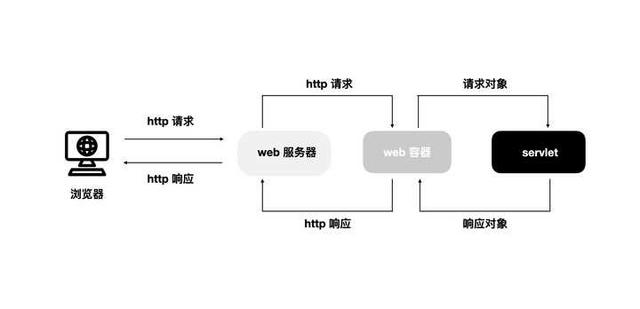 http 请求
请求对象
http 请求
web 服务器
web 容器
servlet
http 响应
浏览器
http 响应
响应对象